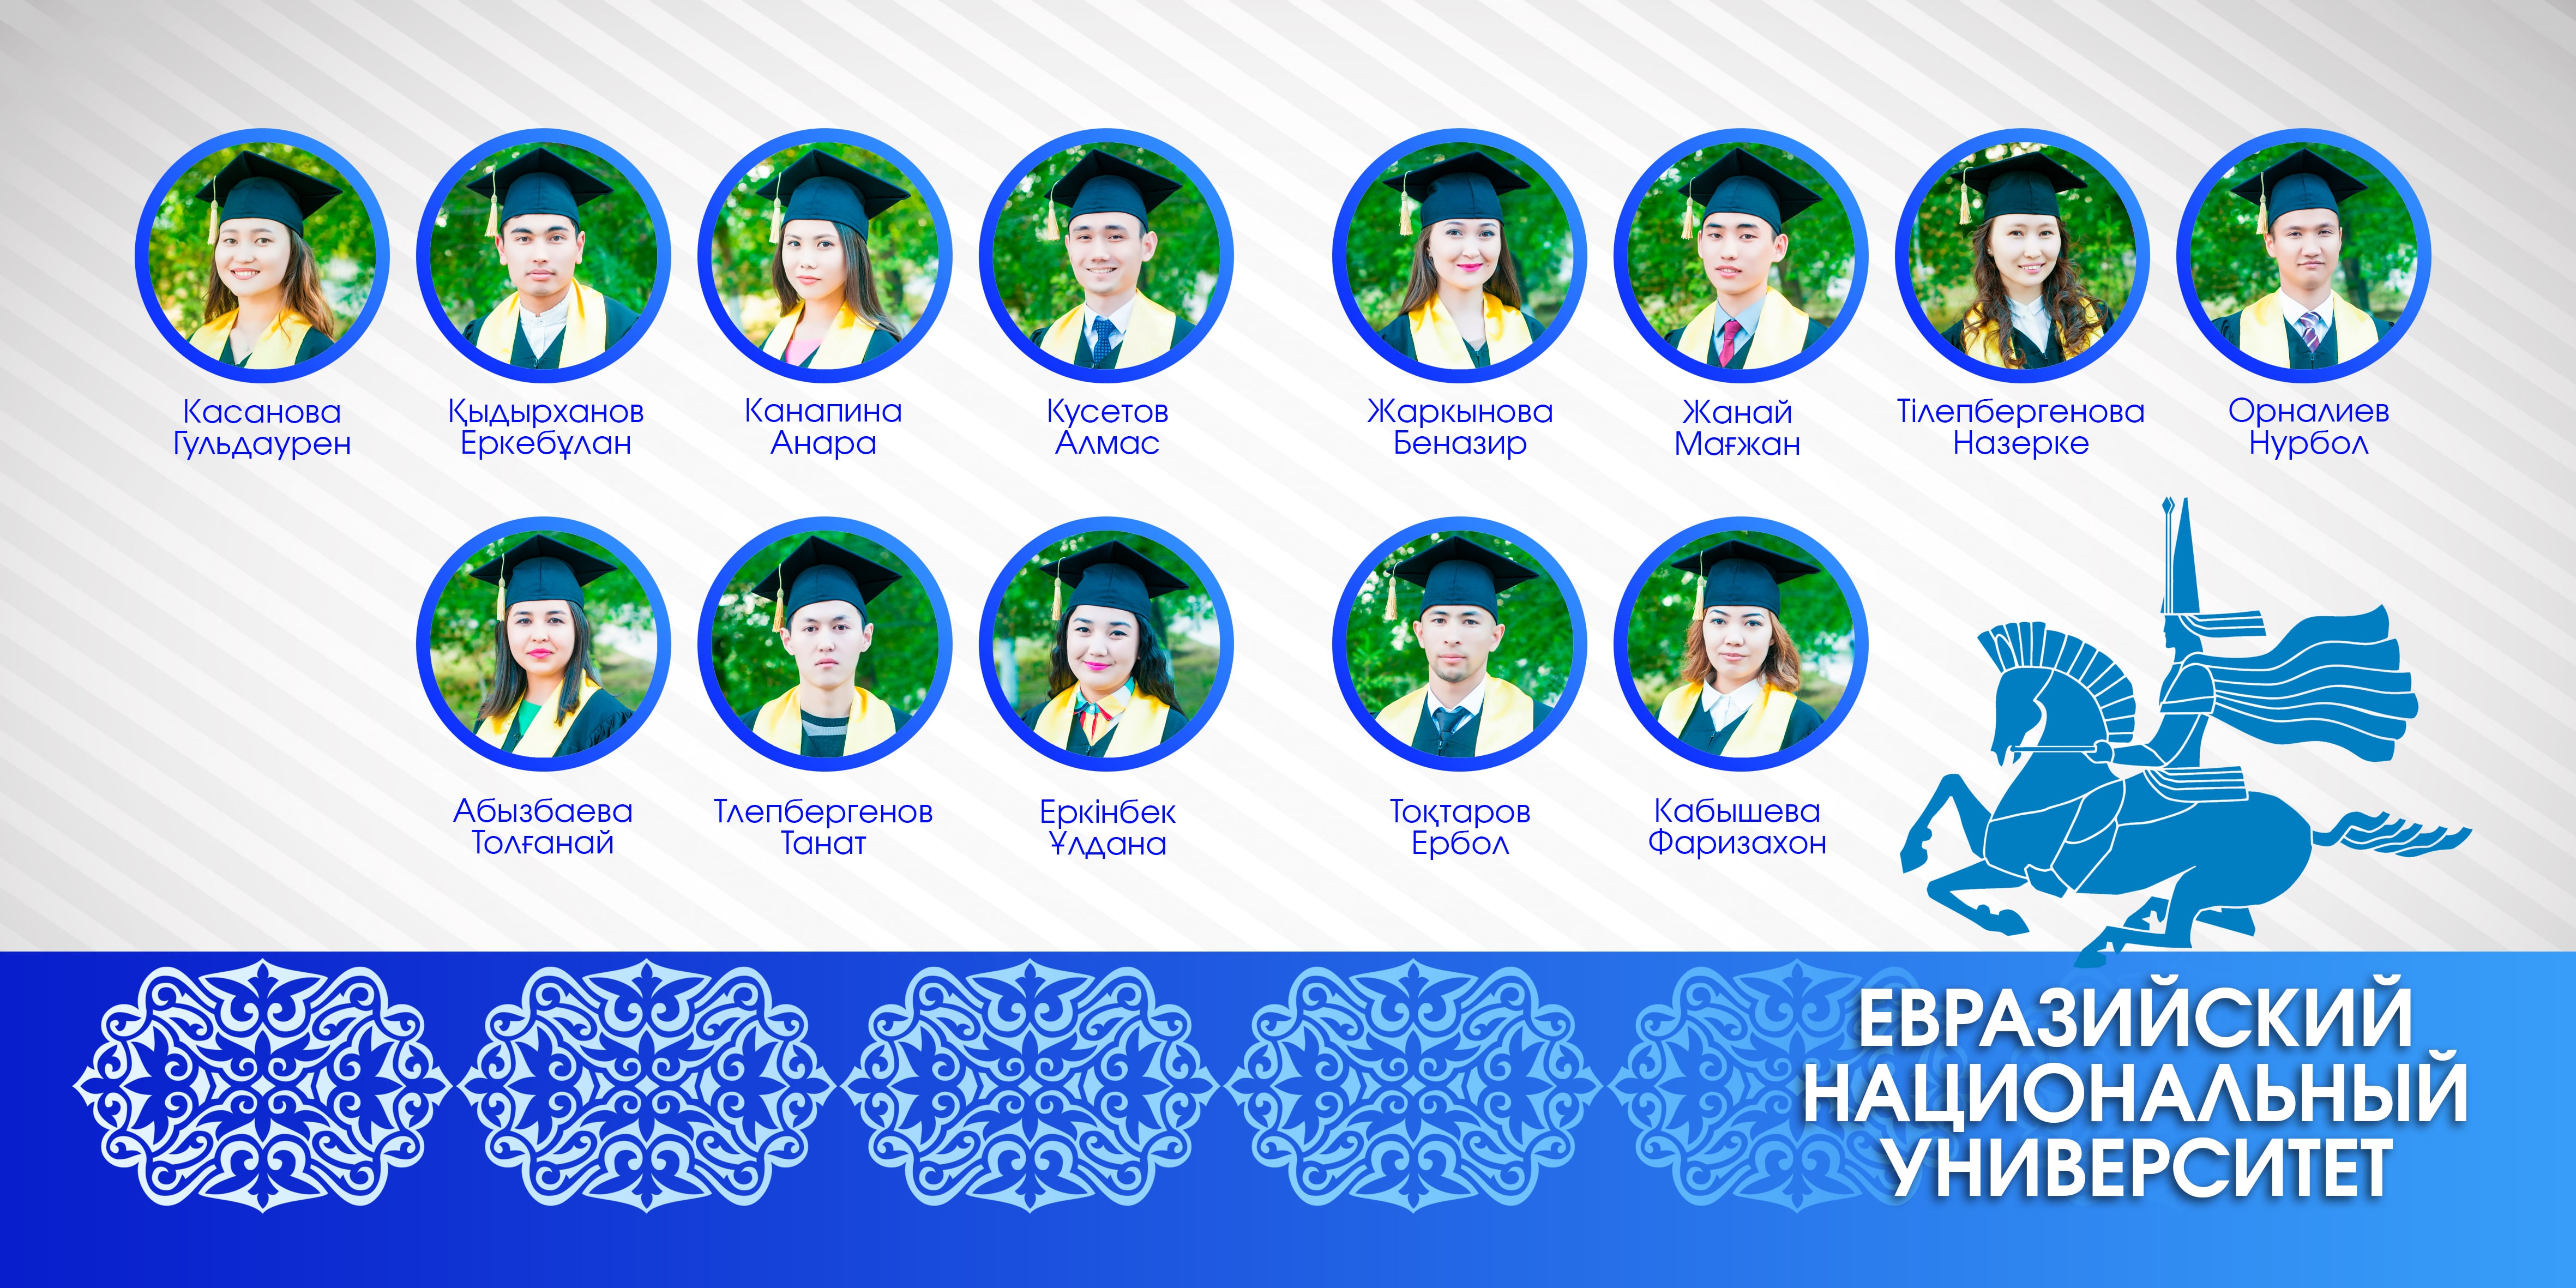 Касанова
Гульдаурен
Қыдырханов
Еркебұлан
Канапина
Анара
Кусетов
Алмас
Жаркынова
Беназир
Жанай
Мағжан
Тілепбергенова
Назерке
Орналиев
Нурбол
Абызбаева
Толғанай
Тлепбергенов
Танат
Еркінбек
Ұлдана
Тоқтаров
Ербол
Кабышева
Фаризахон
ЕВРАЗИЙСКИЙ
НАЦИОНАЛЬНЫЙ
УНИВЕРСИТЕТ